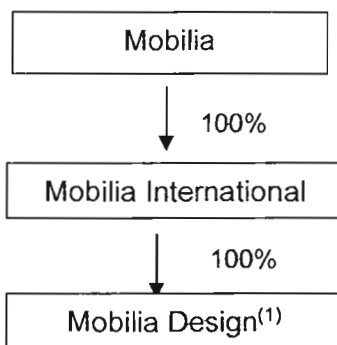 Mobilia
100%
Mobilia International
100%
Mobilia Design(1)